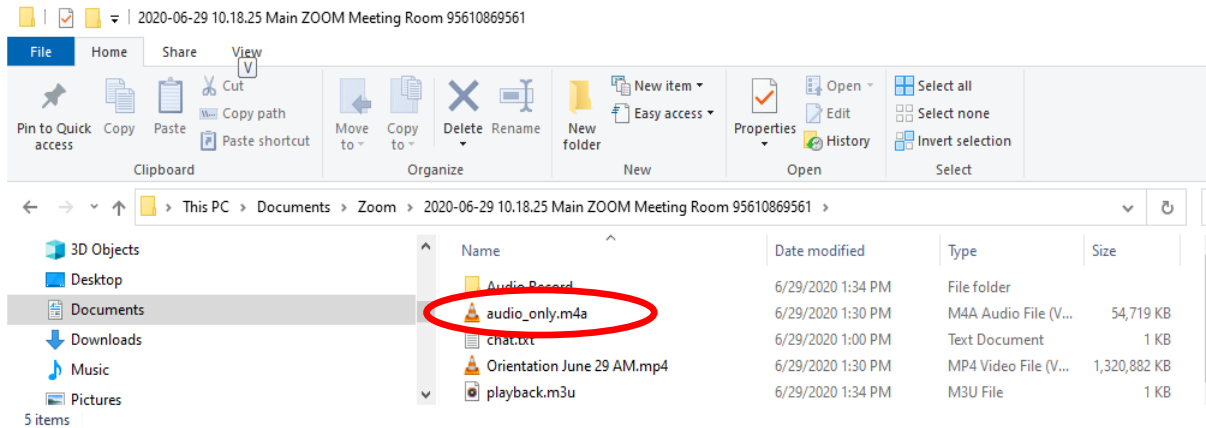 2020-06-29 10.18.25 Main ZOOM Meeting Room 95610869561
File Home Share View
V
Pin to Quick access
Copy
Paste
Cut
Copy path
Paste shortcut
Clipboard
Move to
Copy to
Delete
Rename
Organize
New folder
New item
Easy access
New
Properties
Open
Edit
History
Open
Select all
Select none
Invert selection
Select
This PC > Documents > Zoom > 2020-06-29 10.18.25 Main ZOOM Meeting Room 95610869561 >
3D Objects
Desktop
Documents
Downloads
Music
Pictures
Name Date modified Type Size
Audio Record 6/29/2020 1:34 PM File folder
audio_only.m4a 6/29/2020 1:30 PM M4A Audio File (V... 54,719 KB
chat.txt 6/29/2020 1:00 PM Text Document 1 KB
Orientation June 29 AM.mp4 6/29/2020 1:30 PM MP4 Video File (V... 1,320,882 KB
playback.m3u 6/29/2020 1:34 PM M3U File 1 KB
5 items